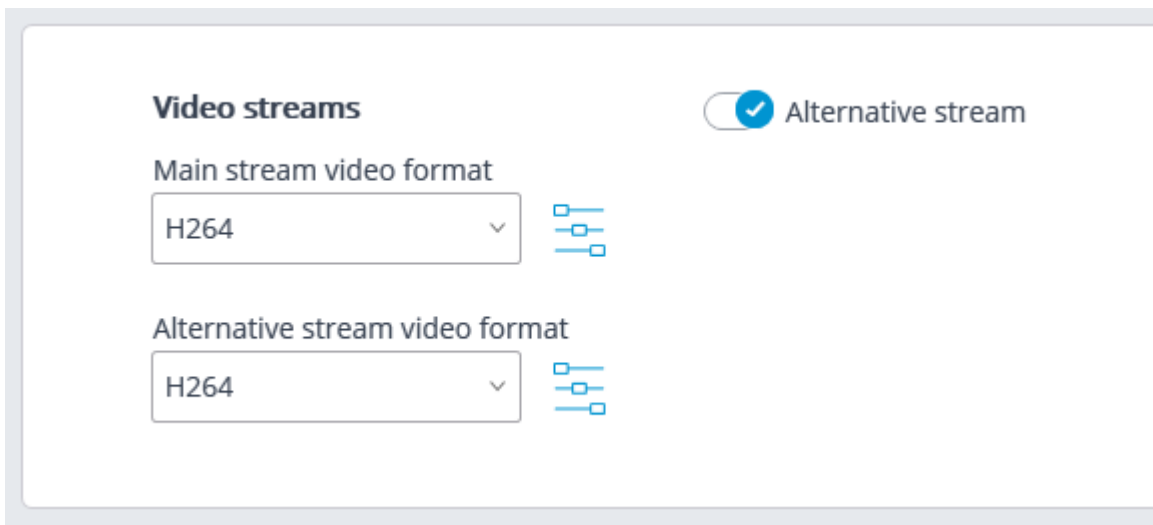 Video streams
Alternative stream
Main stream video format
H264
Alternative stream video format
H264